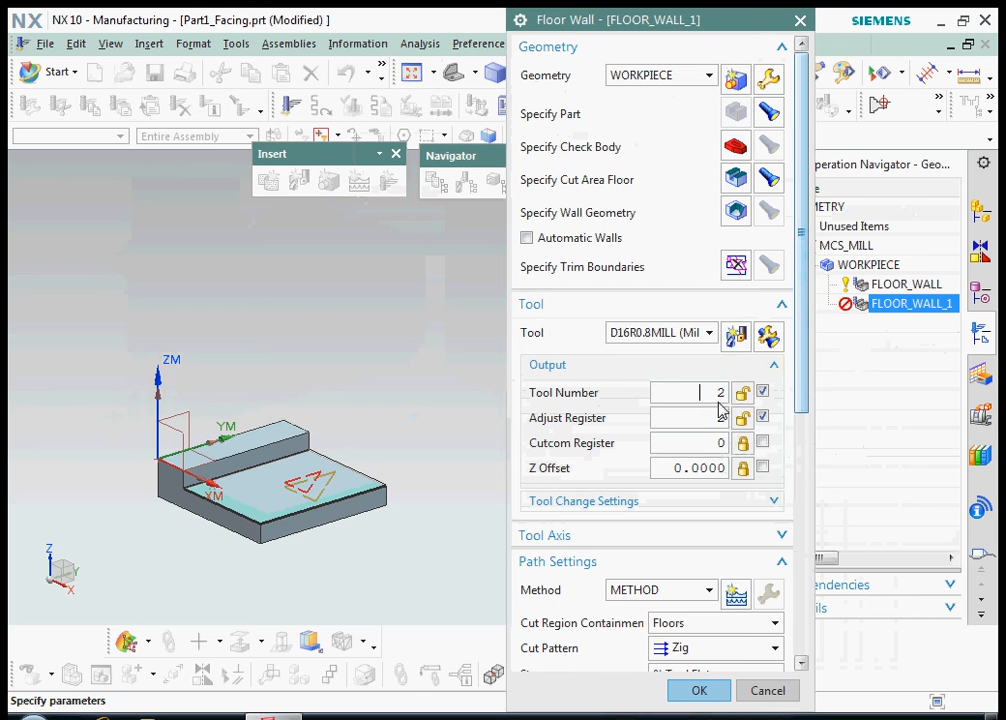 NX 10 - Manufacturing - [Part1_Facing.prt (Modified) ]
Floor Wall - [FLOOR_WALL_1]
SIEMENS
File Edit View Insert Format Tools Assemblies Information Analysis Preference
Geometry
Start
Geometry WORKPIECE
Specify Part
Entire Assembly
Insert
Navigator
Specify Check Body
Specify Cut Area Floor
Specify Wall Geometry
Automatic Walls
Specify Trim Boundaries
peration Navigator - Geo...
METRY
Unused Items
MCS_MILL
WORKPIECE
FLOOR_WALL
FLOOR_WALL_1
Tool
Tool D16R0.8MILL (Mil
Output
Tool Number 2
Adjust Register 2
Cutcom Register 0
Z Offset 0.0000
Tool Change Settings
Tool Axis
Path Settings
Method METHOD
Cut Region Containmen Floors
Cut Pattern Zig
OK Cancel
endencies
ils
ZM
YM
XM
Z
Y
X
Specify parameters